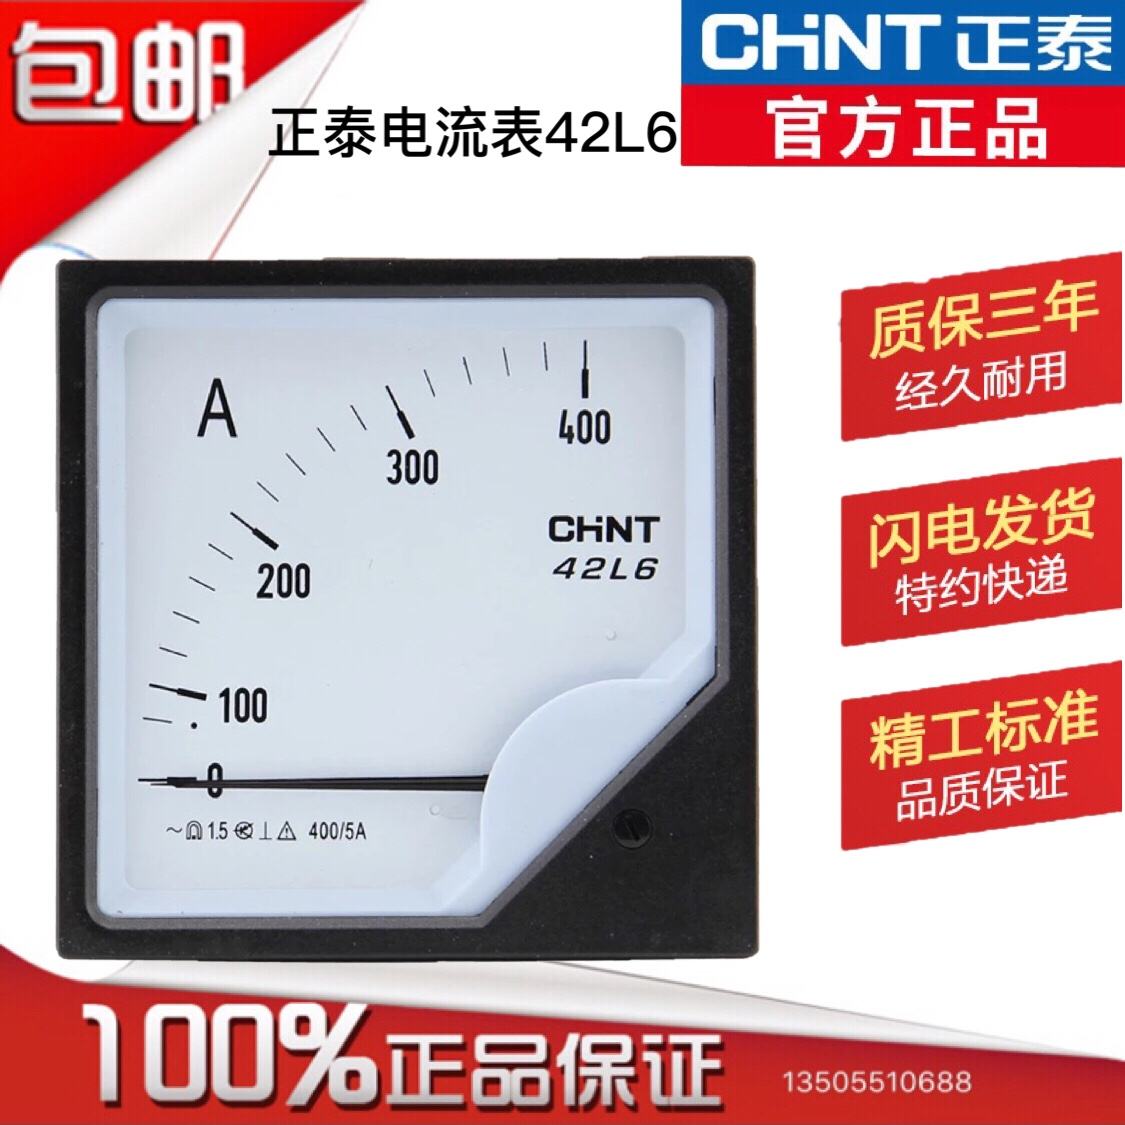 包邮
CHNT 正泰
官方正品
正泰电流表42L6
质保三年
经久耐用
闪电发货
特约快递
精工标准
品质保证
A
400
300
200
100
0
CHNT
42L6
~ 1.5 ⊥ 400/5A
100%正品保证
13505510688